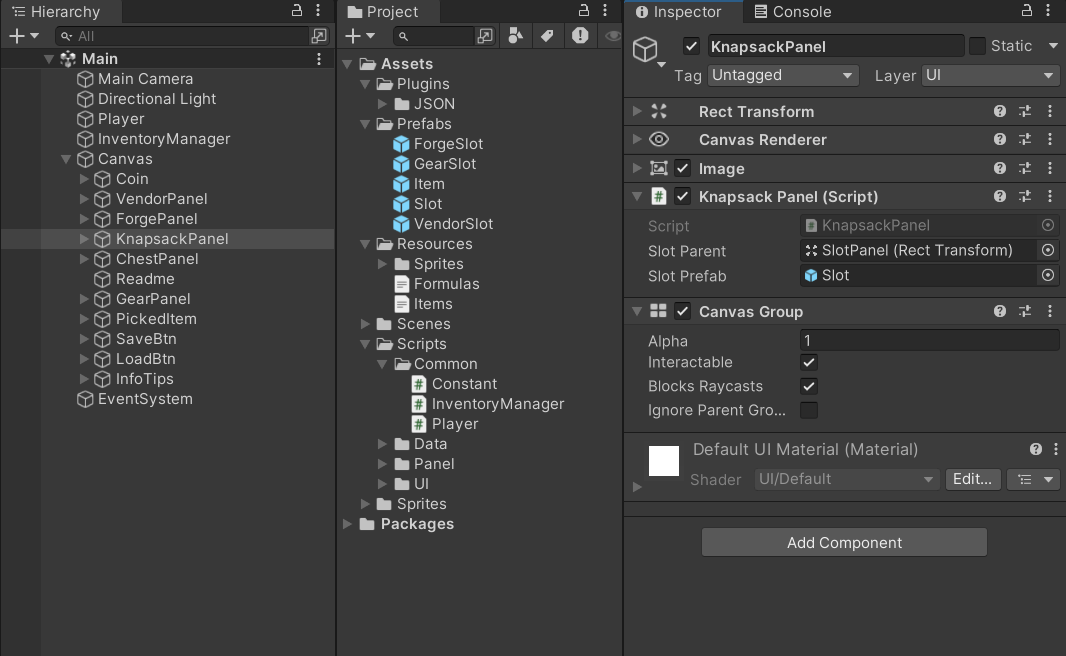 Hierarchy
All
Main
Main Camera
Directional Light
Player
InventoryManager
Canvas
Coin
VendorPanel
ForgePanel
KnapsackPanel
ChestPanel
Readme
GearPanel
PickedItem
SaveBtn
LoadBtn
InfoTips
EventSystem
Project
Assets
Plugins
JSON
Prefabs
ForgeSlot
GearSlot
Item
Slot
VendorSlot
Resources
Sprites
Formulas
Items
Scenes
Scripts
Common
Constant
InventoryManager
Player
Data
Panel
UI
Sprites
Packages
Inspector Console
KnapsackPanel Static
Tag Untagged Layer UI
Rect Transform
Canvas Renderer
Image
Knapsack Panel (Script)
Script KnapsackPanel
Slot Parent SlotPanel (Rect Transform)
Slot Prefab Slot
Canvas Group
Alpha 1
Interactable
Blocks Raycasts
Ignore Parent Gro...
Default UI Material (Material)
Shader UI/Default Edit...
Add Component